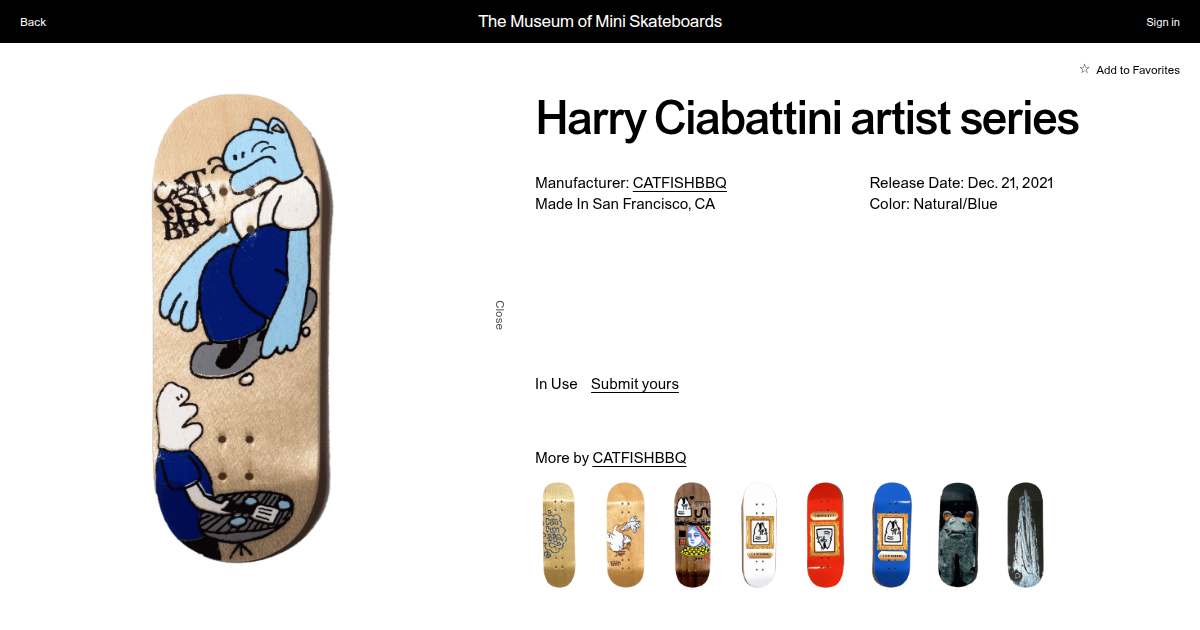 Back
The Museum of Mini Skateboards
Sign in
☆ Add to Favorites
Harry Ciabattini artist series
Manufacturer: CATFISHBBQ
Made In San Francisco, CA
Release Date: Dec. 21, 2021
Color: Natural/Blue
CAT
FISH
BBQ
Close
In Use
Submit yours
More by CATFISHBBQ